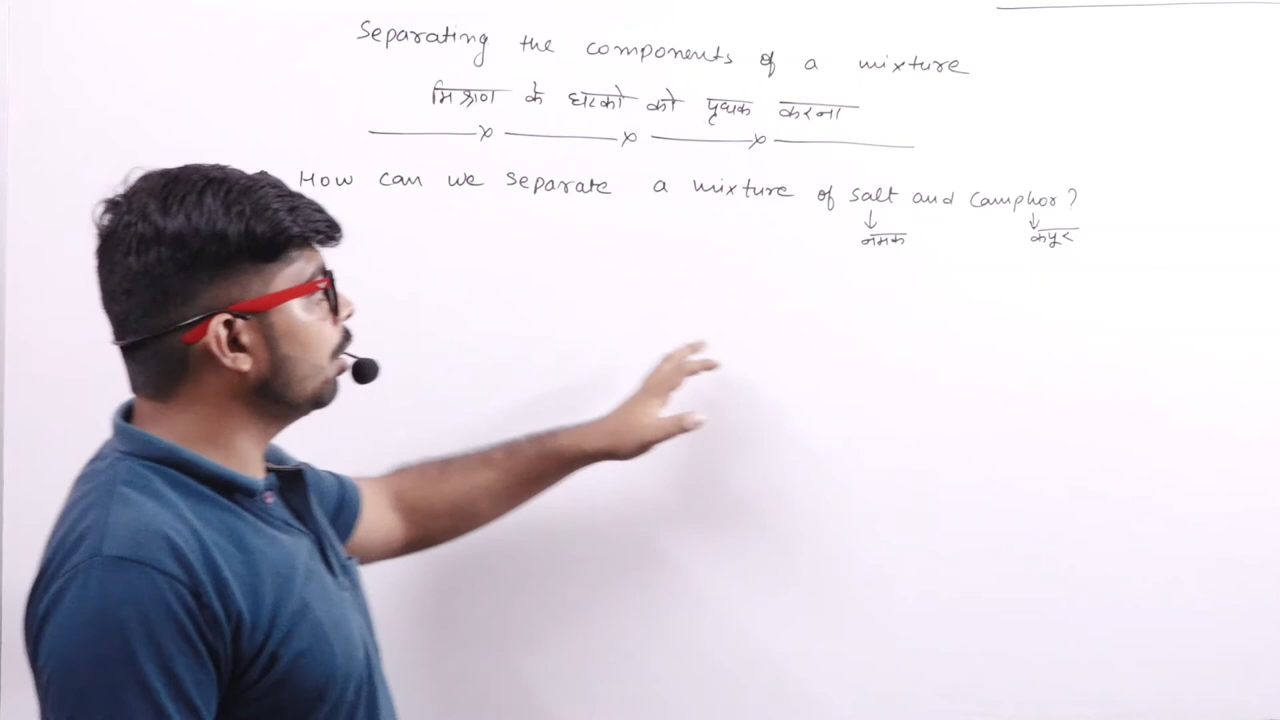 Separating the components of a mixture
मिश्रण के घटको को पृथक करना
How can we separate a mixture of salt and camphor?
नमक कपुर